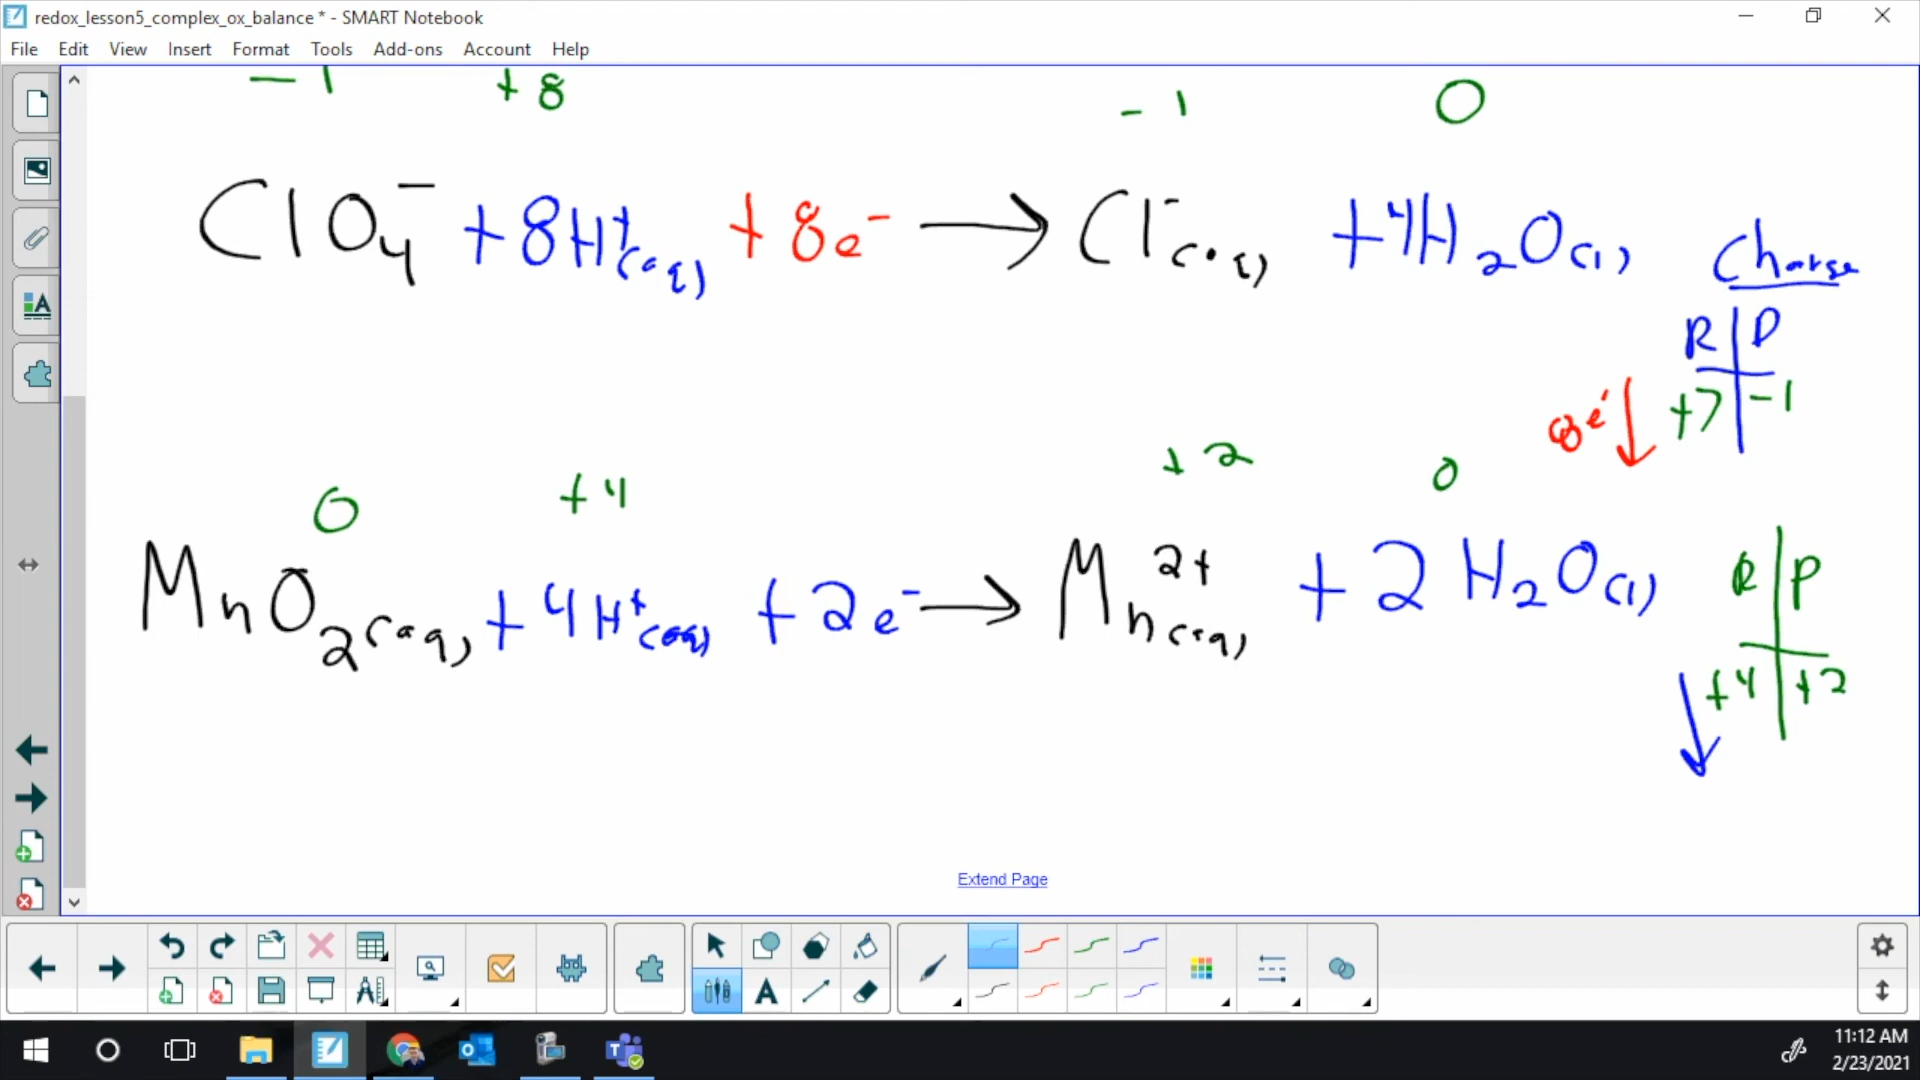 redox_lesson5_complex_ox_balance * - SMART Notebook
File Edit View Insert Format Tools Add-ons Account Help
-1 +8 -1 0
ClO₄⁻ +8H⁺(aq) +8e⁻ → Cl⁻(aq) +4H₂O(l) Charge
R P
8e⁻ +7 -1
0 +4 +2 0
MnO₂(aq) +4H⁺(aq) +2e⁻ → Mn²⁺(aq) +2H₂O(l) R P
+4 +2
Extend Page
11:12 AM
2/23/2021